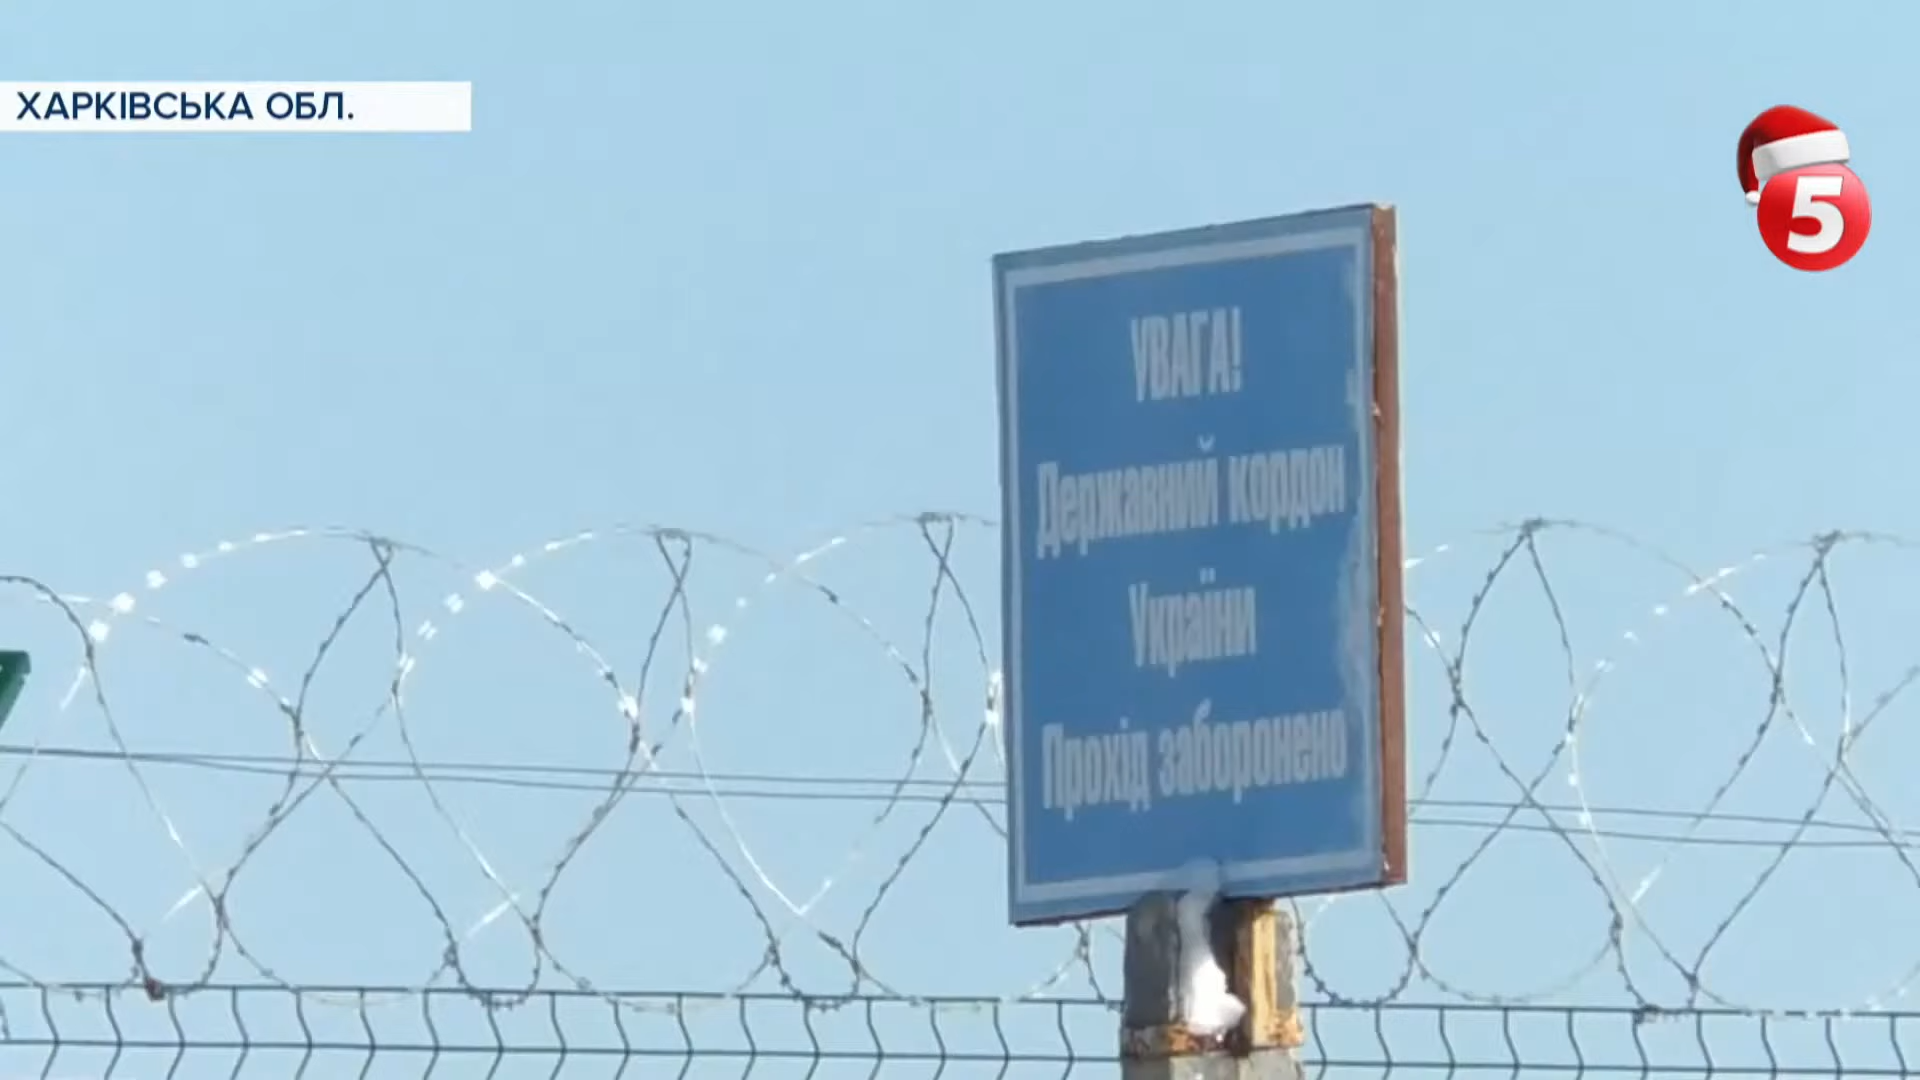 ХАРКІВСЬКА ОБЛ.
5
УВАГА!
Державний кордон
України
Прохід заборонено